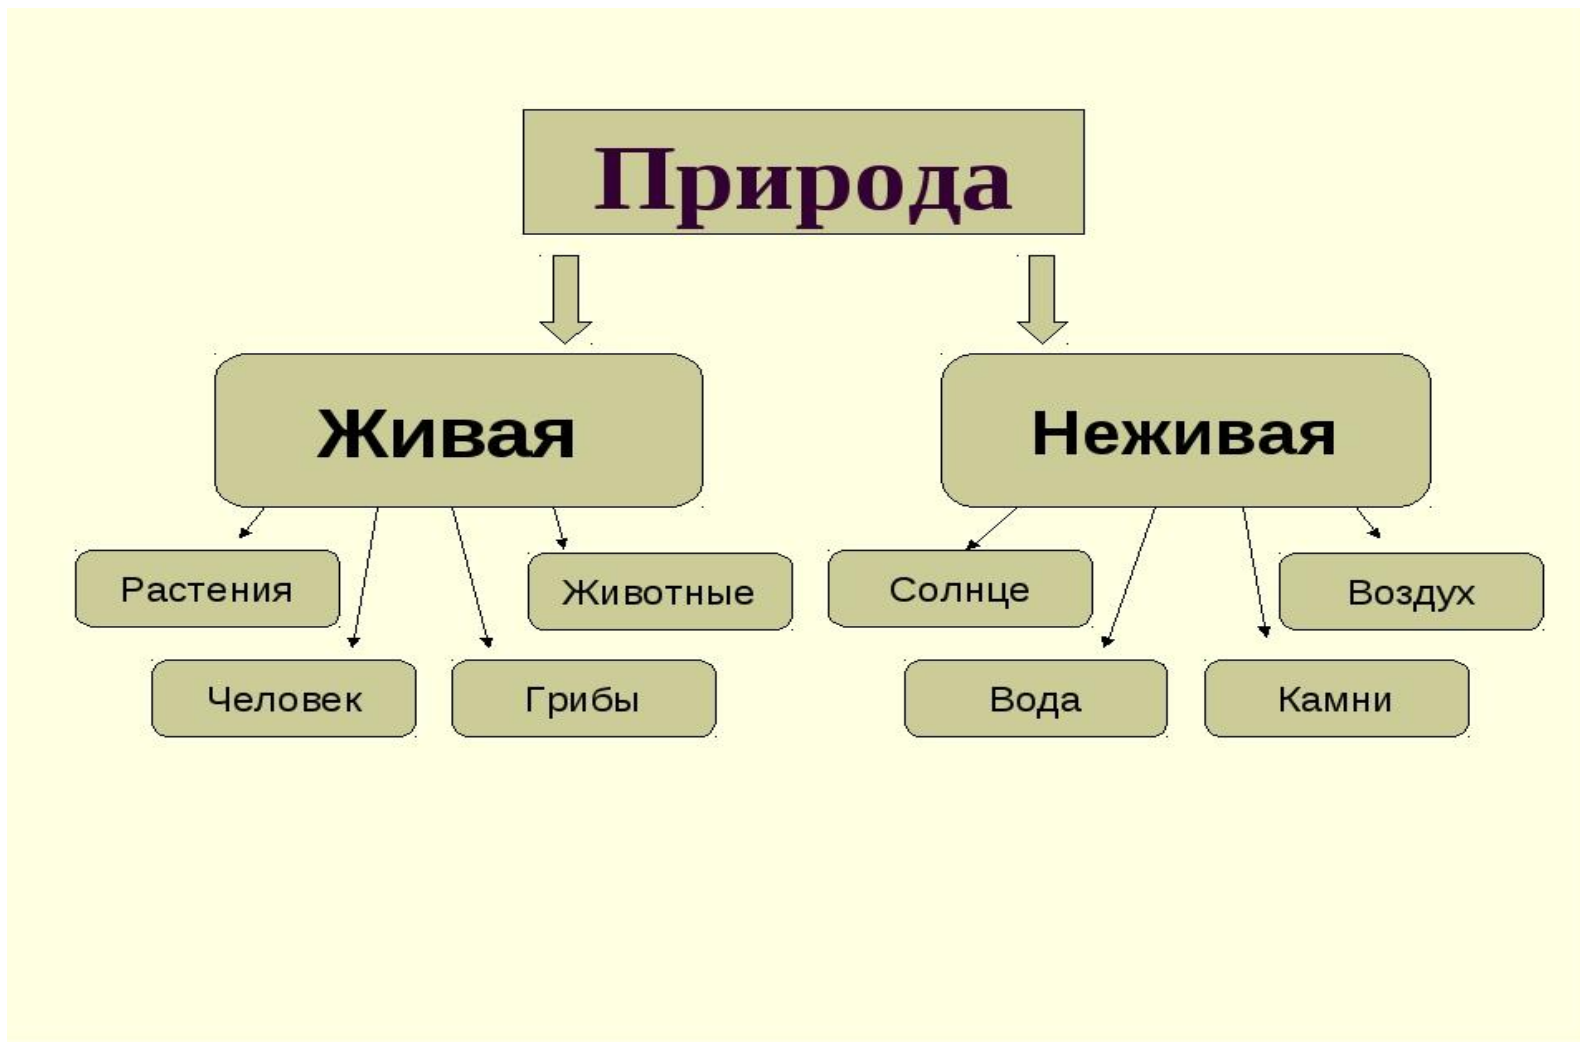 Природа
Живая
Неживая
Растения
Животные
Солнце
Воздух
Человек
Грибы
Вода
Камни